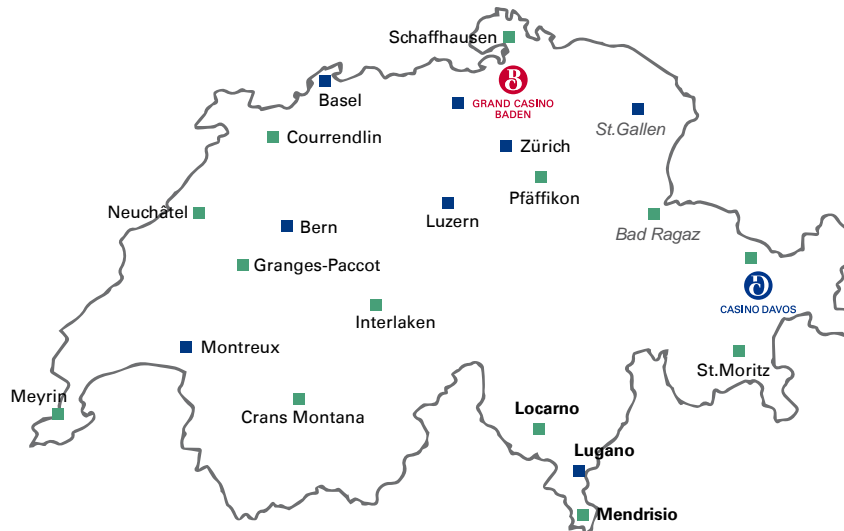 Schaffhausen
Basel
GRAND CASINO
BADEN
St.Gallen
Courrendlin
Zürich
Pfäffikon
Neuchâtel
Luzern
Bern
Bad Ragaz
Granges-Paccot
CASINO DAVOS
Interlaken
Montreux
St.Moritz
Meyrin
Crans Montana
Locarno
Lugano
Mendrisio